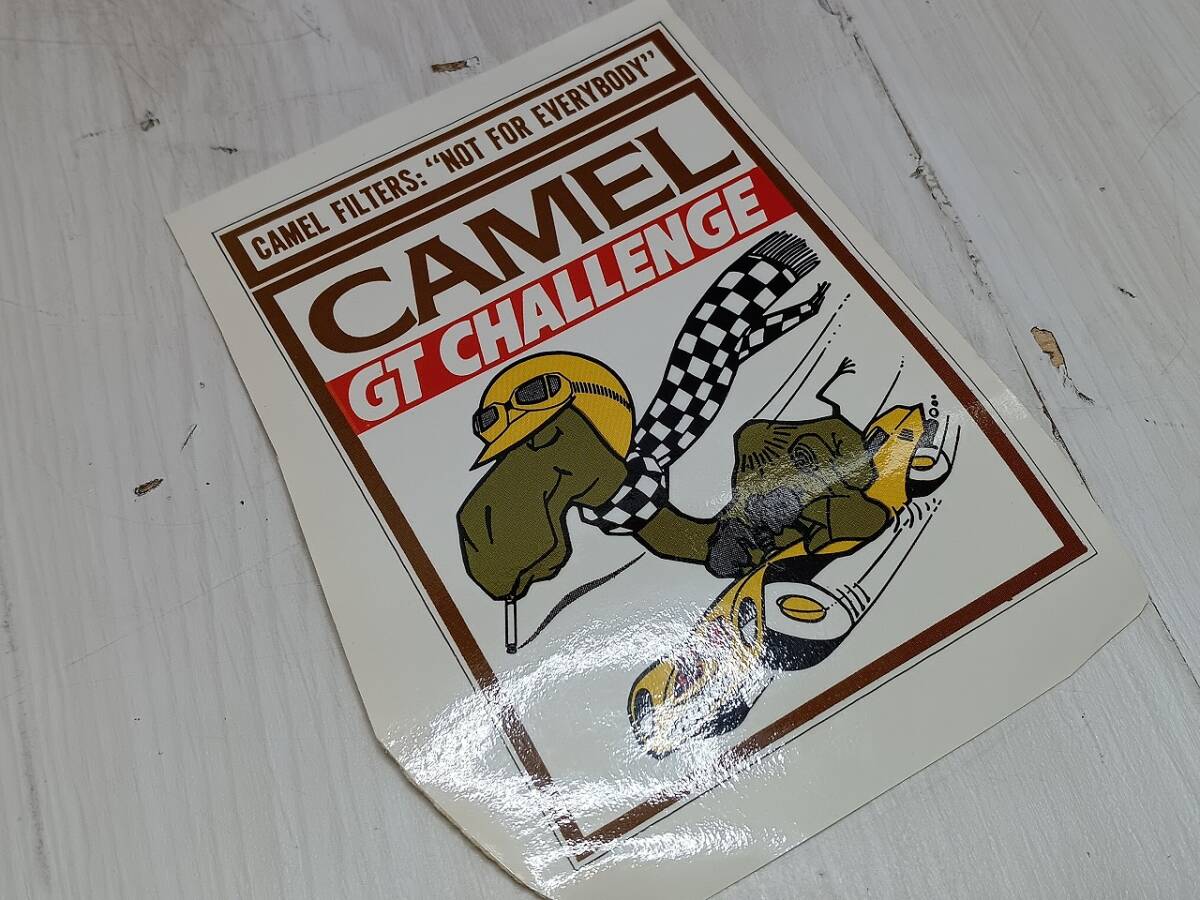 CAMEL FILTERS: "NOT FOR EVERYBODY"
CAMEL
GT CHALLENGE